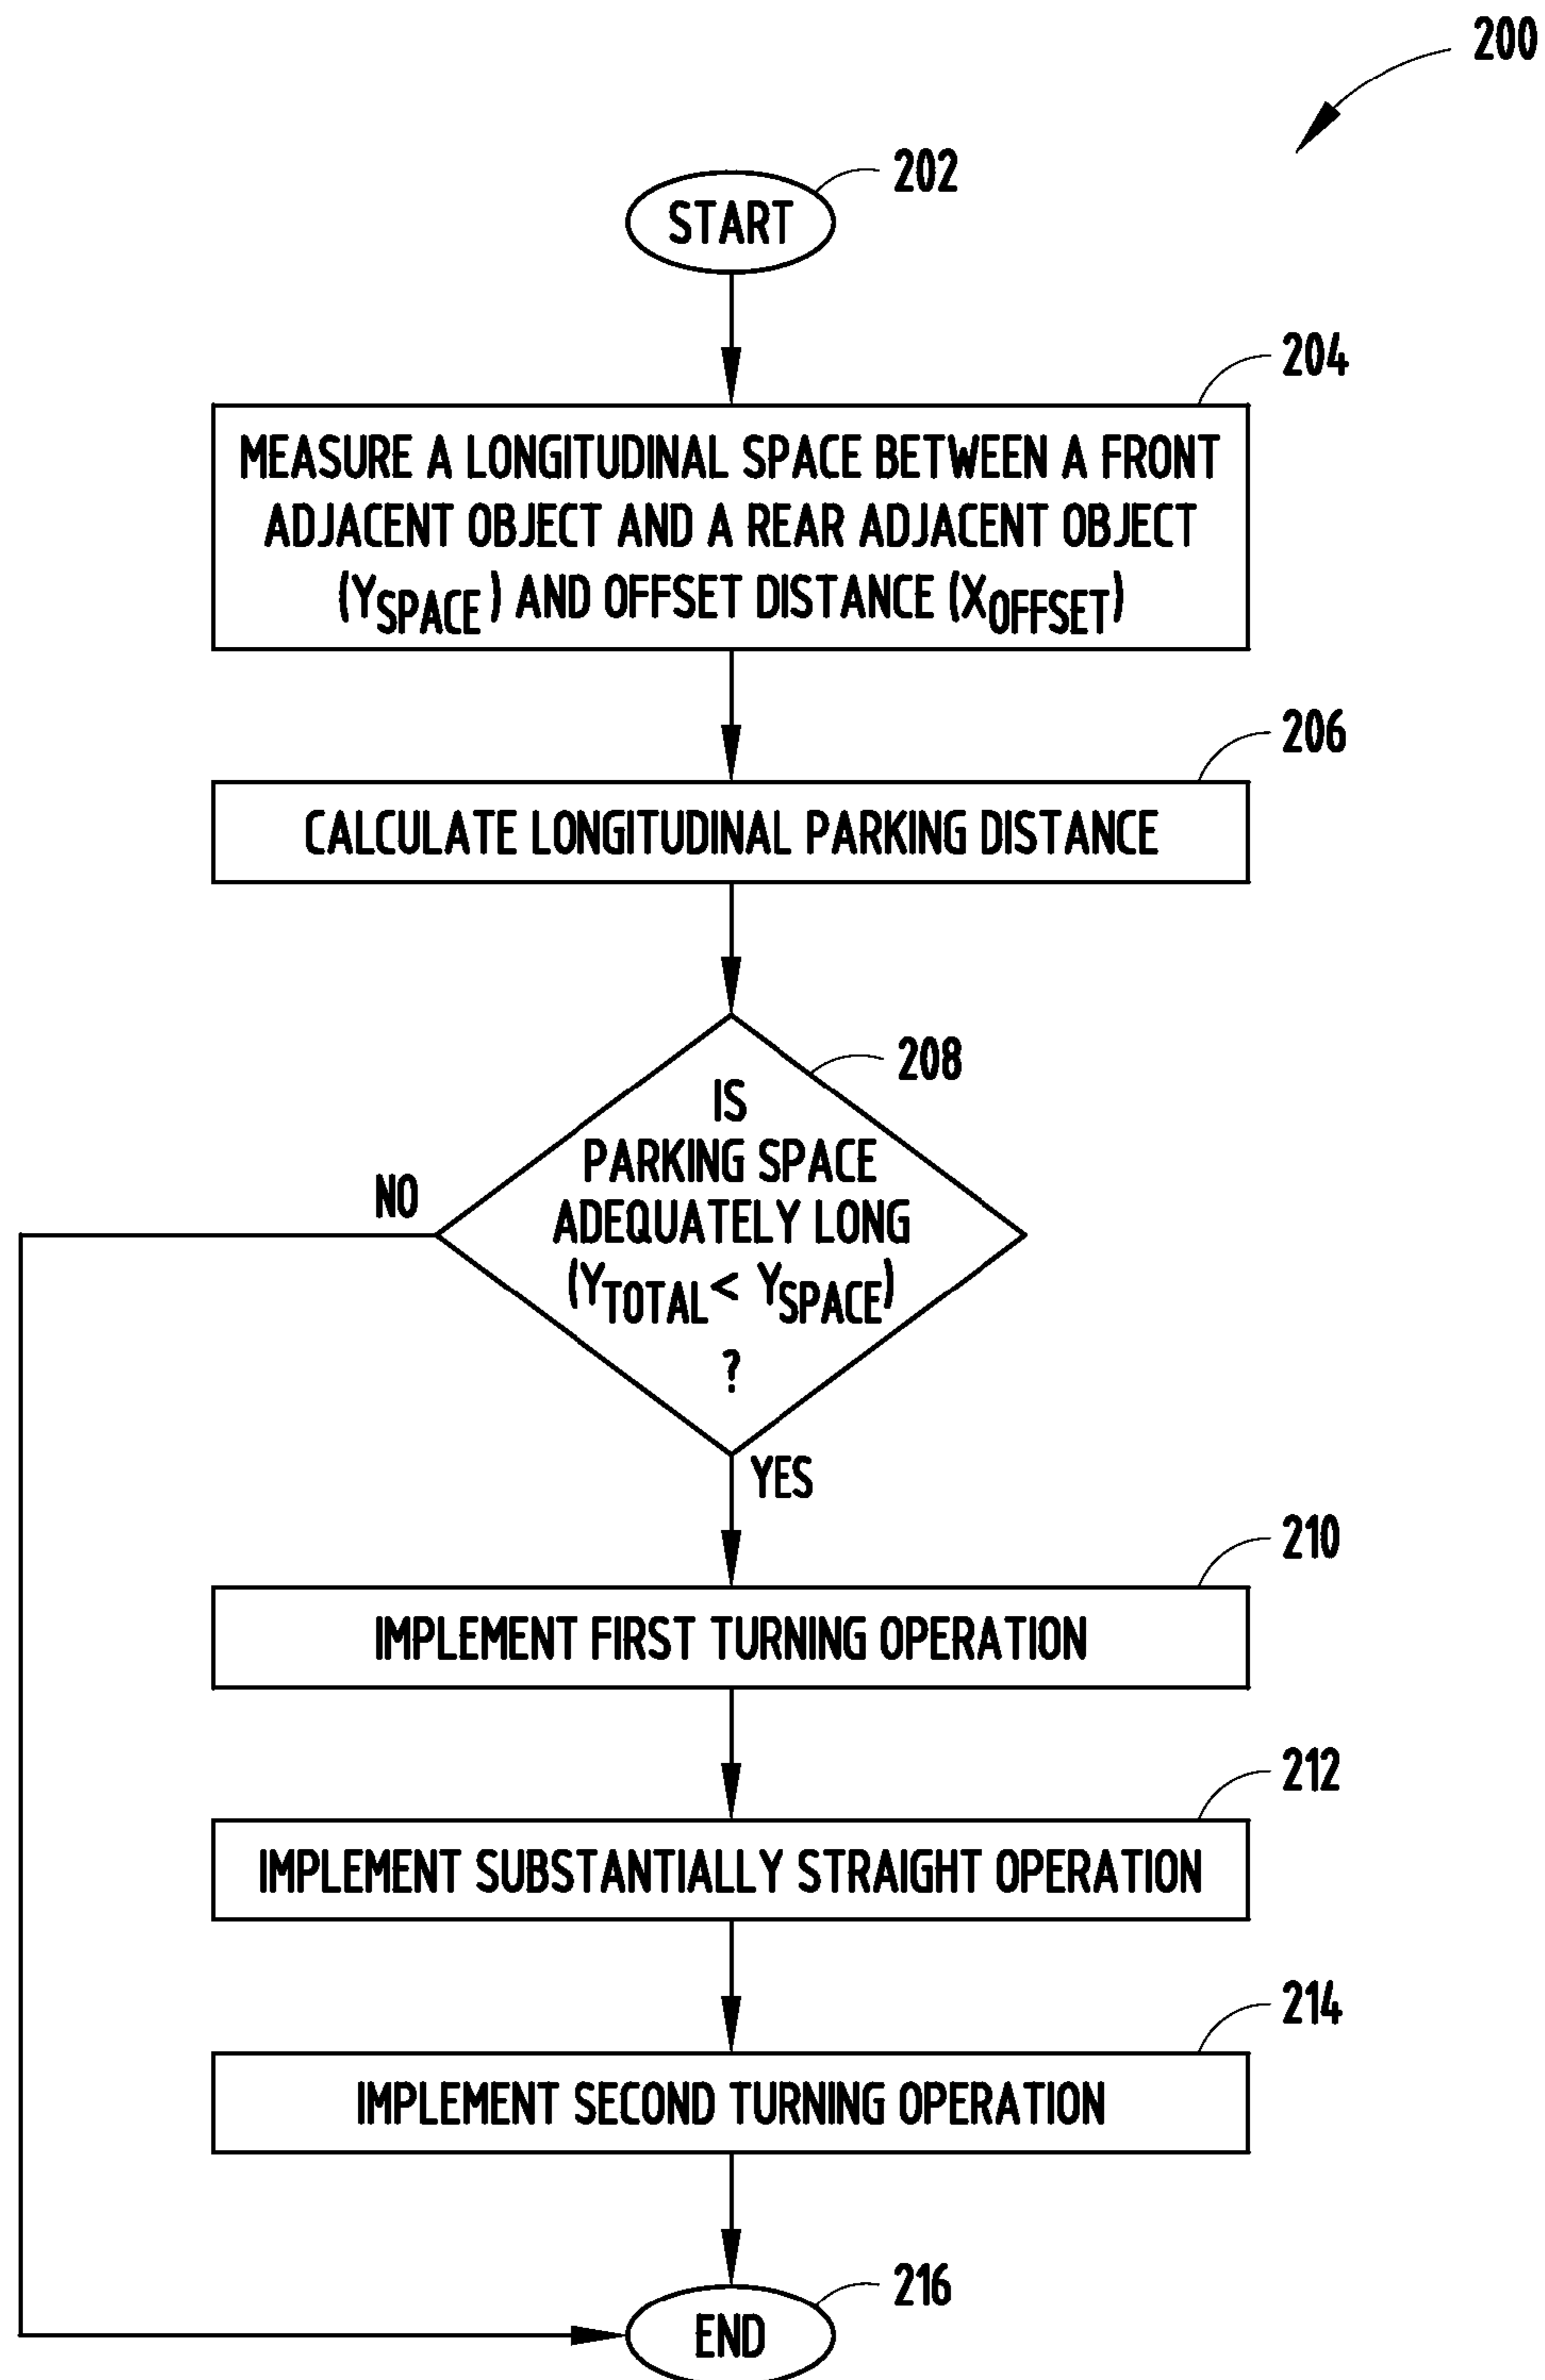 200
202
START
204
MEASURE A LONGITUDINAL SPACE BETWEEN A FRONT
ADJACENT OBJECT AND A REAR ADJACENT OBJECT
(YSPACE) AND OFFSET DISTANCE (XOFFSET)
206
CALCULATE LONGITUDINAL PARKING DISTANCE
208
IS
PARKING SPACE
ADEQUATELY LONG
(YTOTAL < YSPACE)
?
NO
YES
210
IMPLEMENT FIRST TURNING OPERATION
212
IMPLEMENT SUBSTANTIALLY STRAIGHT OPERATION
214
IMPLEMENT SECOND TURNING OPERATION
216
END